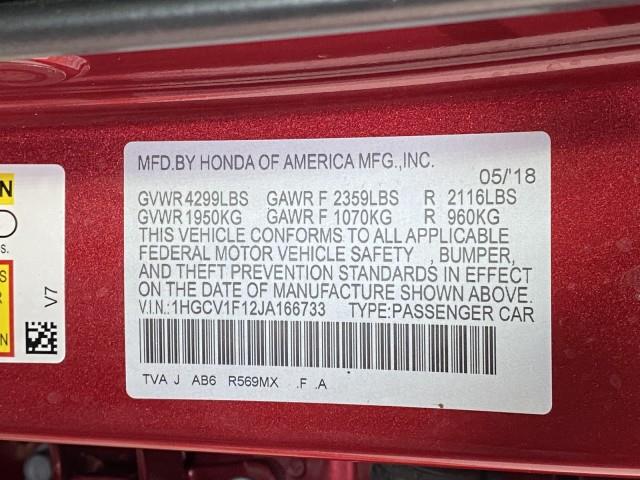 MFD.BY HONDA OF AMERICA MFG.,INC.
05/'18
GVWR 4299LBS GAWR F 2359LBS R 2116LBS
GVWR 1950KG GAWR F 1070KG R 960KG
THIS VEHICLE CONFORMS TO ALL APPLICABLE
FEDERAL MOTOR VEHICLE SAFETY , BUMPER,
AND THEFT PREVENTION STANDARDS IN EFFECT
ON THE DATE OF MANUFACTURE SHOWN ABOVE.
V.I.N.:1HGCV1F12JA166733 TYPE:PASSENGER CAR
TVA J AB6 R569MX .F .A
V7